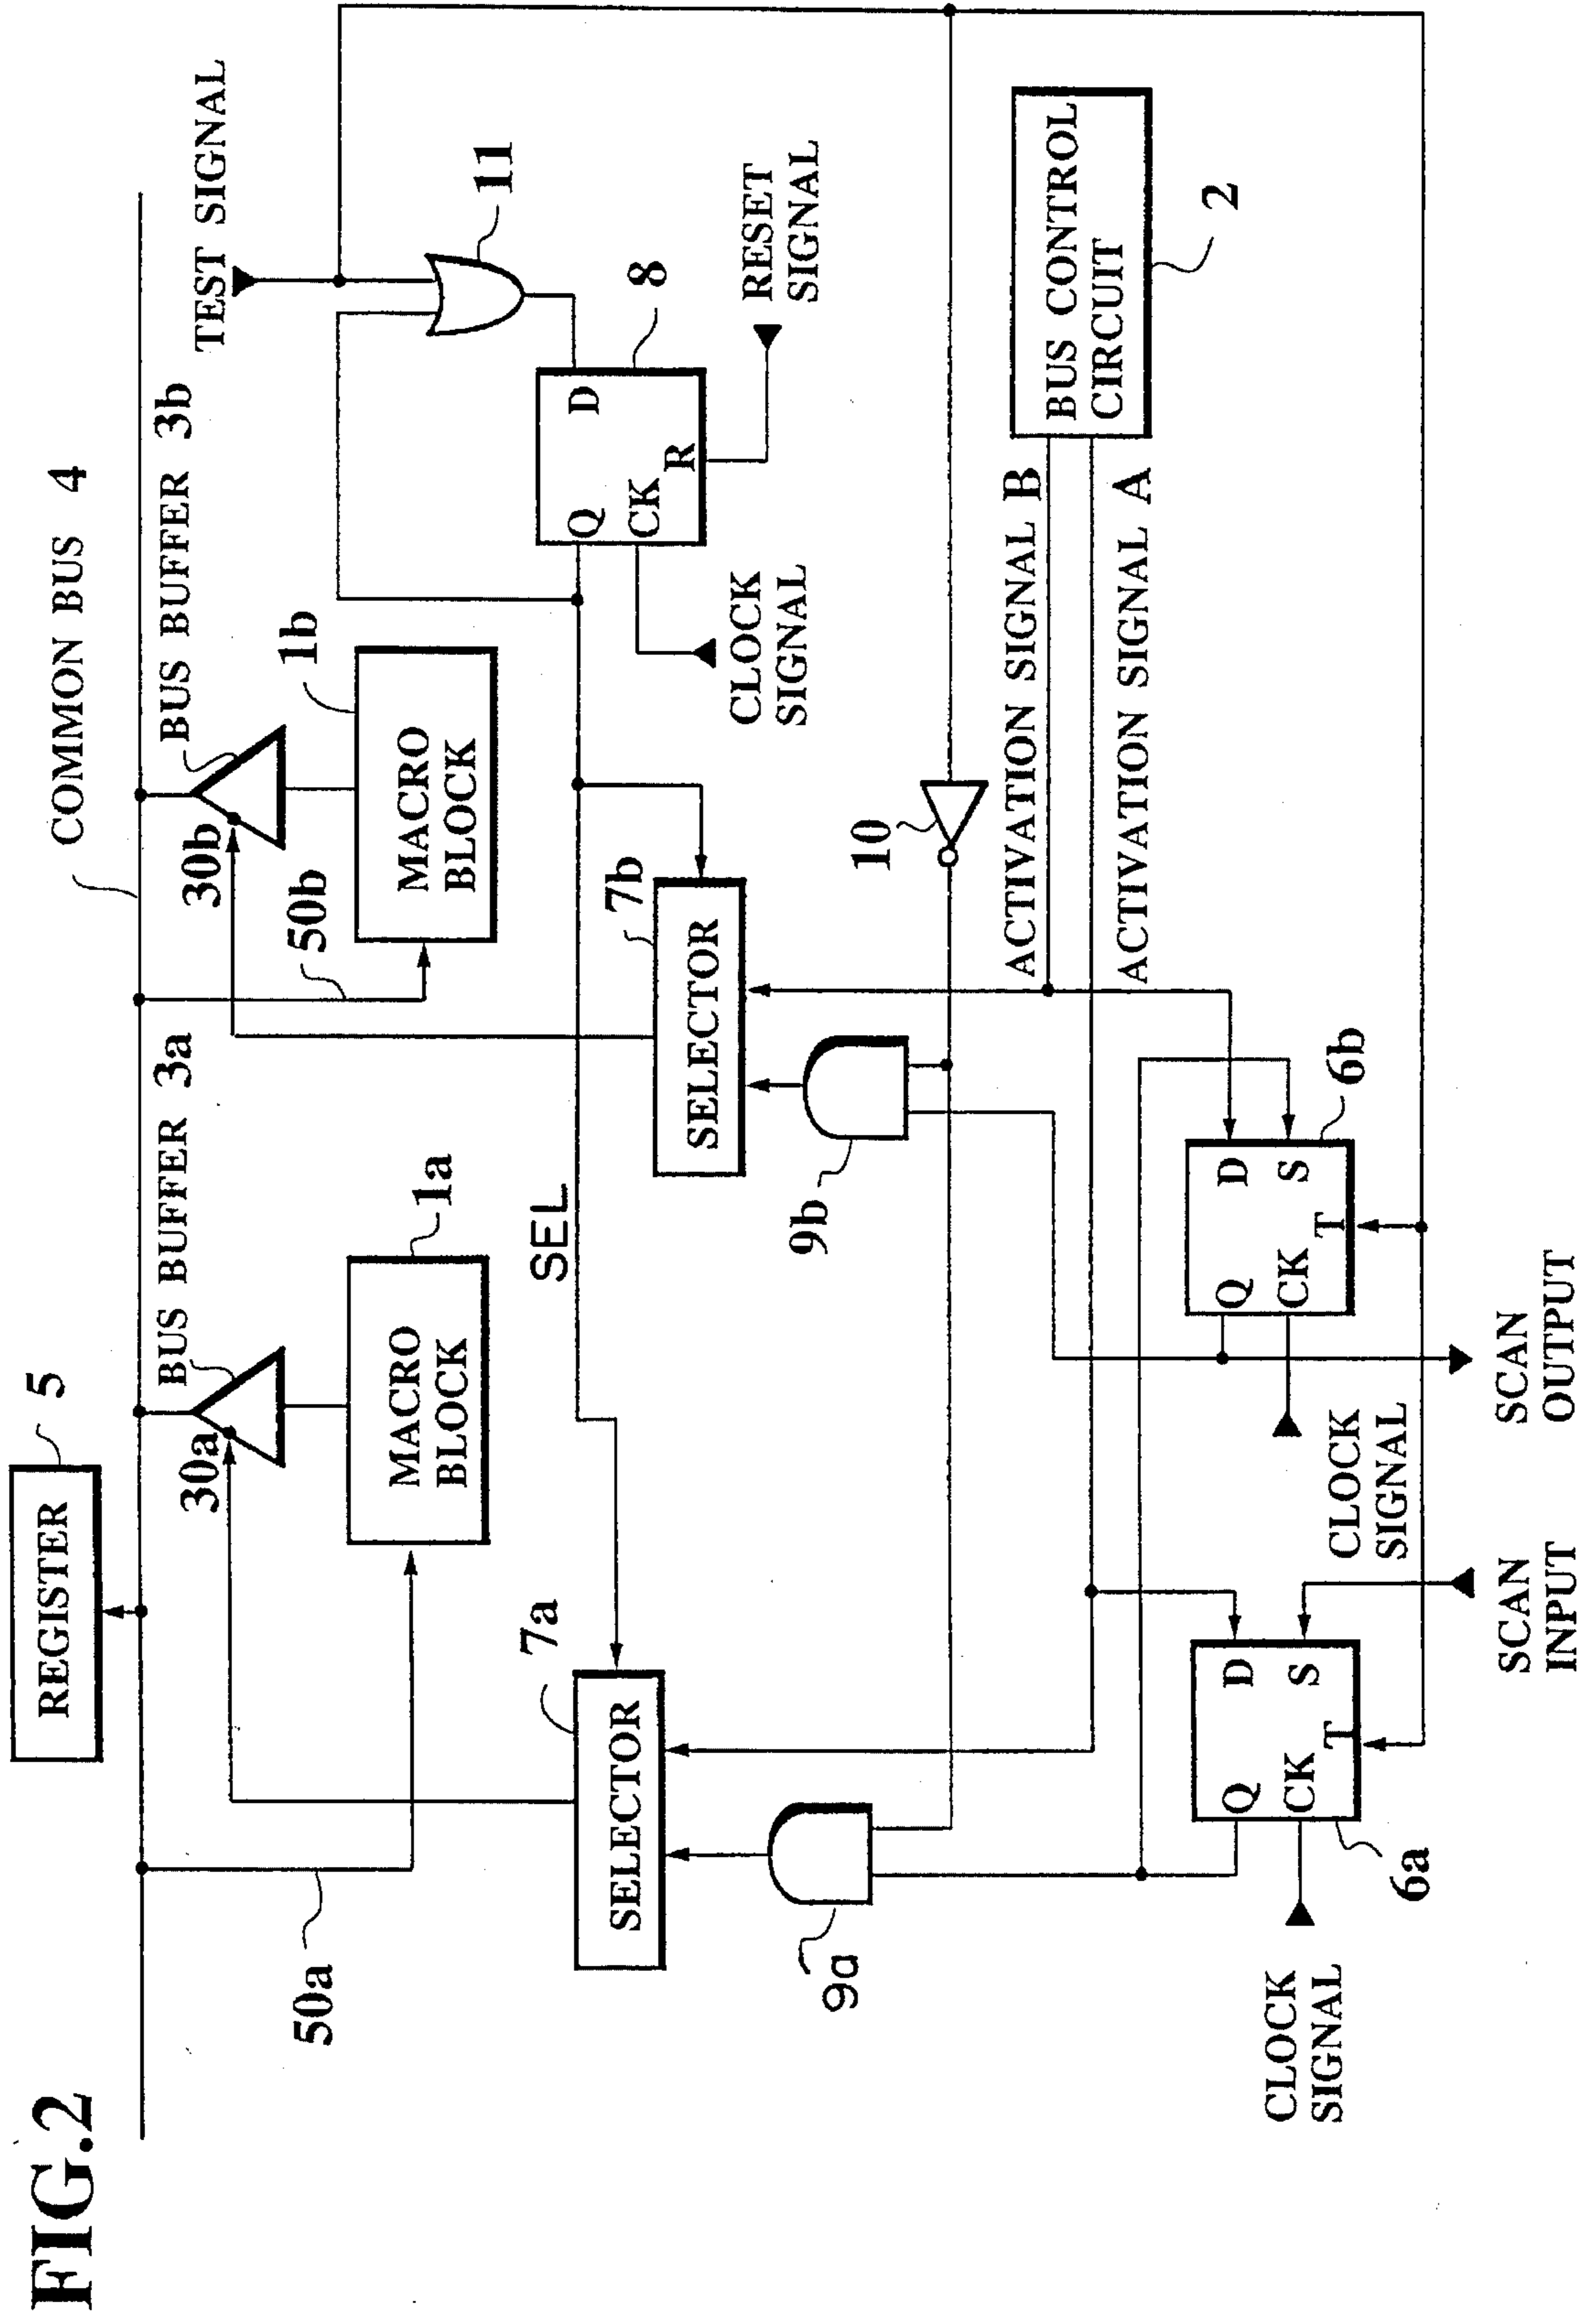 FIG.2
REGISTER
5
COMMON BUS 4
BUS BUFFER 3a
BUS BUFFER 3b
TEST SIGNAL
30a
30b
50a
50b
MACRO
BLOCK
1a
MACRO
BLOCK
1b
11
SEL
Q
D
CK
R
8
CLOCK
SIGNAL
RESET
SIGNAL
SELECTOR
7a
SELECTOR
7b
9a
9b
10
ACTIVATION SIGNAL B
ACTIVATION SIGNAL A
BUS CONTROL
CIRCUIT
2
Q
D
CK
S
T
6a
CLOCK
SIGNAL
Q
D
CK
S
T
6b
CLOCK
SIGNAL
SCAN
INPUT
SCAN
OUTPUT